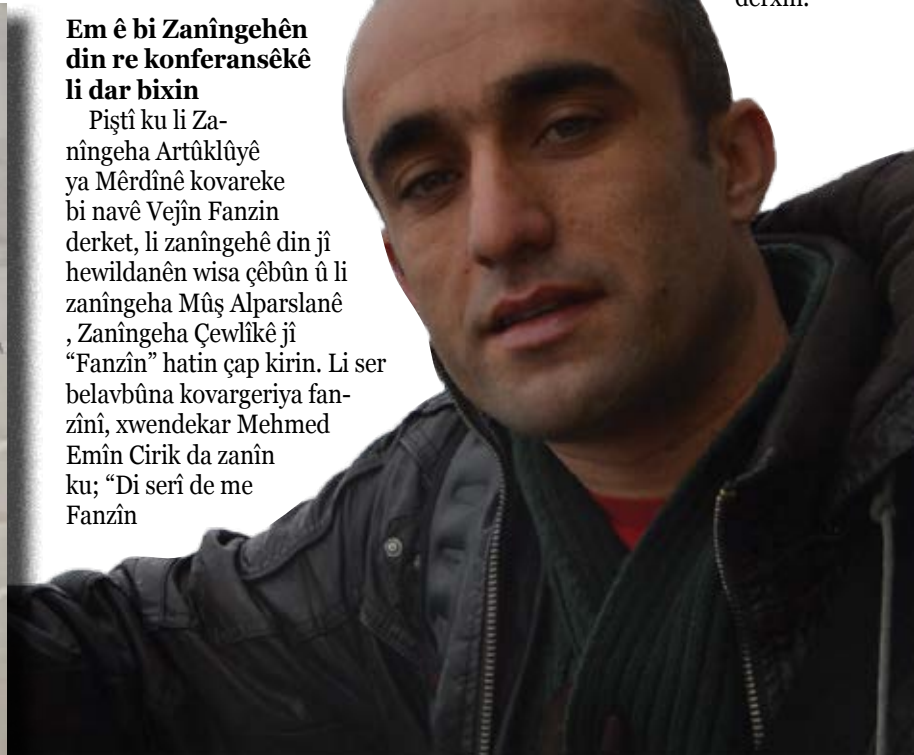 Em ê bi Zanîngehên
din re konferansêkê
li dar bixin
Piştî ku li Za-
nîngeha Artûklûyê
ya Mêrdînê kovareke
bi navê Vejîn Fanzin
derket, li zanîngehê din jî
hewildanên wisa çêbûn û li
zanîngeha Mûş Alparslanê
, Zanîngeha Çewlîkê jî
“Fanzîn” hatin çap kirin. Li ser
belavbûna kovargeriya fan-
zînî, xwendekar Mehmed
Emîn Cirik da zanîn
ku; “Di serî de me
Fanzîn